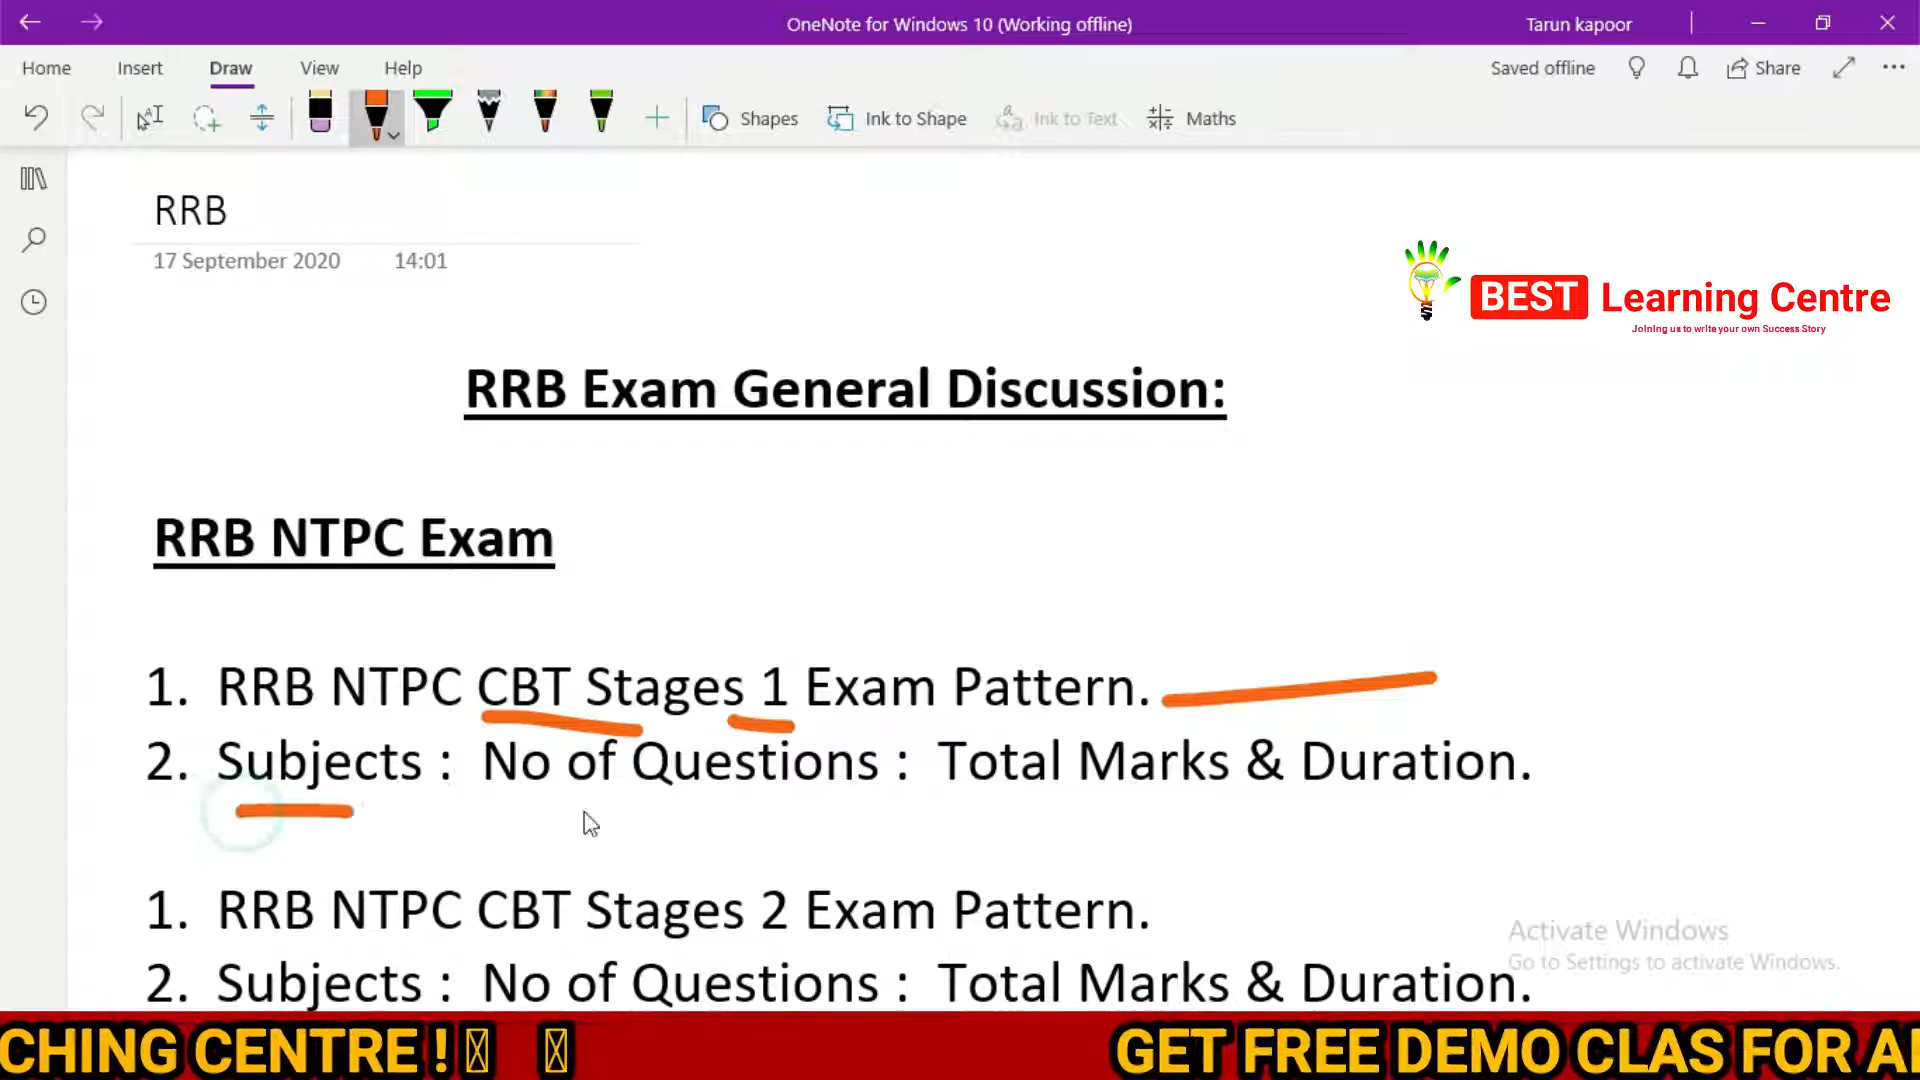 OneNote for Windows 10 (Working offline)
Tarun kapoor
Home Insert Draw View Help
Saved offline Share
Shapes Ink to Shape Ink to Text Maths
RRB
17 September 2020 14:01
BEST Learning Centre
Joining us to write your own Success Story
RRB Exam General Discussion:
RRB NTPC Exam
1. RRB NTPC CBT Stages 1 Exam Pattern.
2. Subjects : No of Questions : Total Marks & Duration.
1. RRB NTPC CBT Stages 2 Exam Pattern.
2. Subjects : No of Questions : Total Marks & Duration.
Activate Windows
Go to Settings to activate Windows.
CHING CENTRE ! GET FREE DEMO CLAS FOR